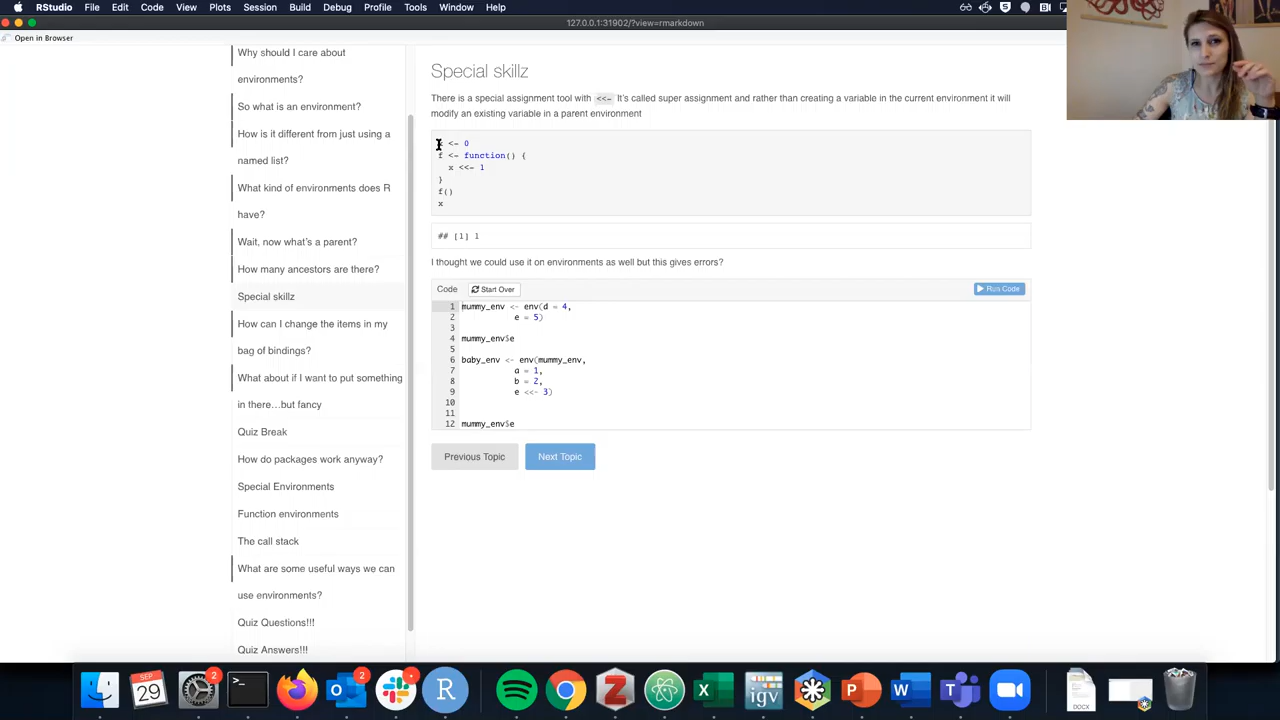 RStudio File Edit Code View Plots Session Build Debug Profile Tools Window Help
127.0.0.1:31902/?view=rmarkdown
Open in Browser
Why should I care about
environments?
So what is an environment?
How is it different from just using a
named list?
What kind of environments does R
have?
Wait, now what's a parent?
How many ancestors are there?
Special skillz
How can I change the items in my
bag of bindings?
What about if I want to put something
in there…but fancy
Quiz Break
How do packages work anyway?
Special Environments
Function environments
The call stack
What are some useful ways we can
use environments?
Quiz Questions!!!
Quiz Answers!!!
Special skillz
There is a special assignment tool with <<- It's called super assignment and rather than creating a variable in the current environment it will
modify an existing variable in a parent environment
<- 0
f <- function() {
x <<- 1
}
f()
x
## [1] 1
I thought we could use it on environments as well but this gives errors?
Code Start Over Run Code
1 mummy_env <- env(d = 4,
2 e = 5)
3
4 mummy_env$e
5
6 baby_env <- env(mummy_env,
7 a = 1,
8 b = 2,
9 e <<- 3)
10
11
12 mummy_env$e
Previous Topic Next Topic
SEP
29
2
>_
2
R
Z
X
igv
P
W
T
DOCX